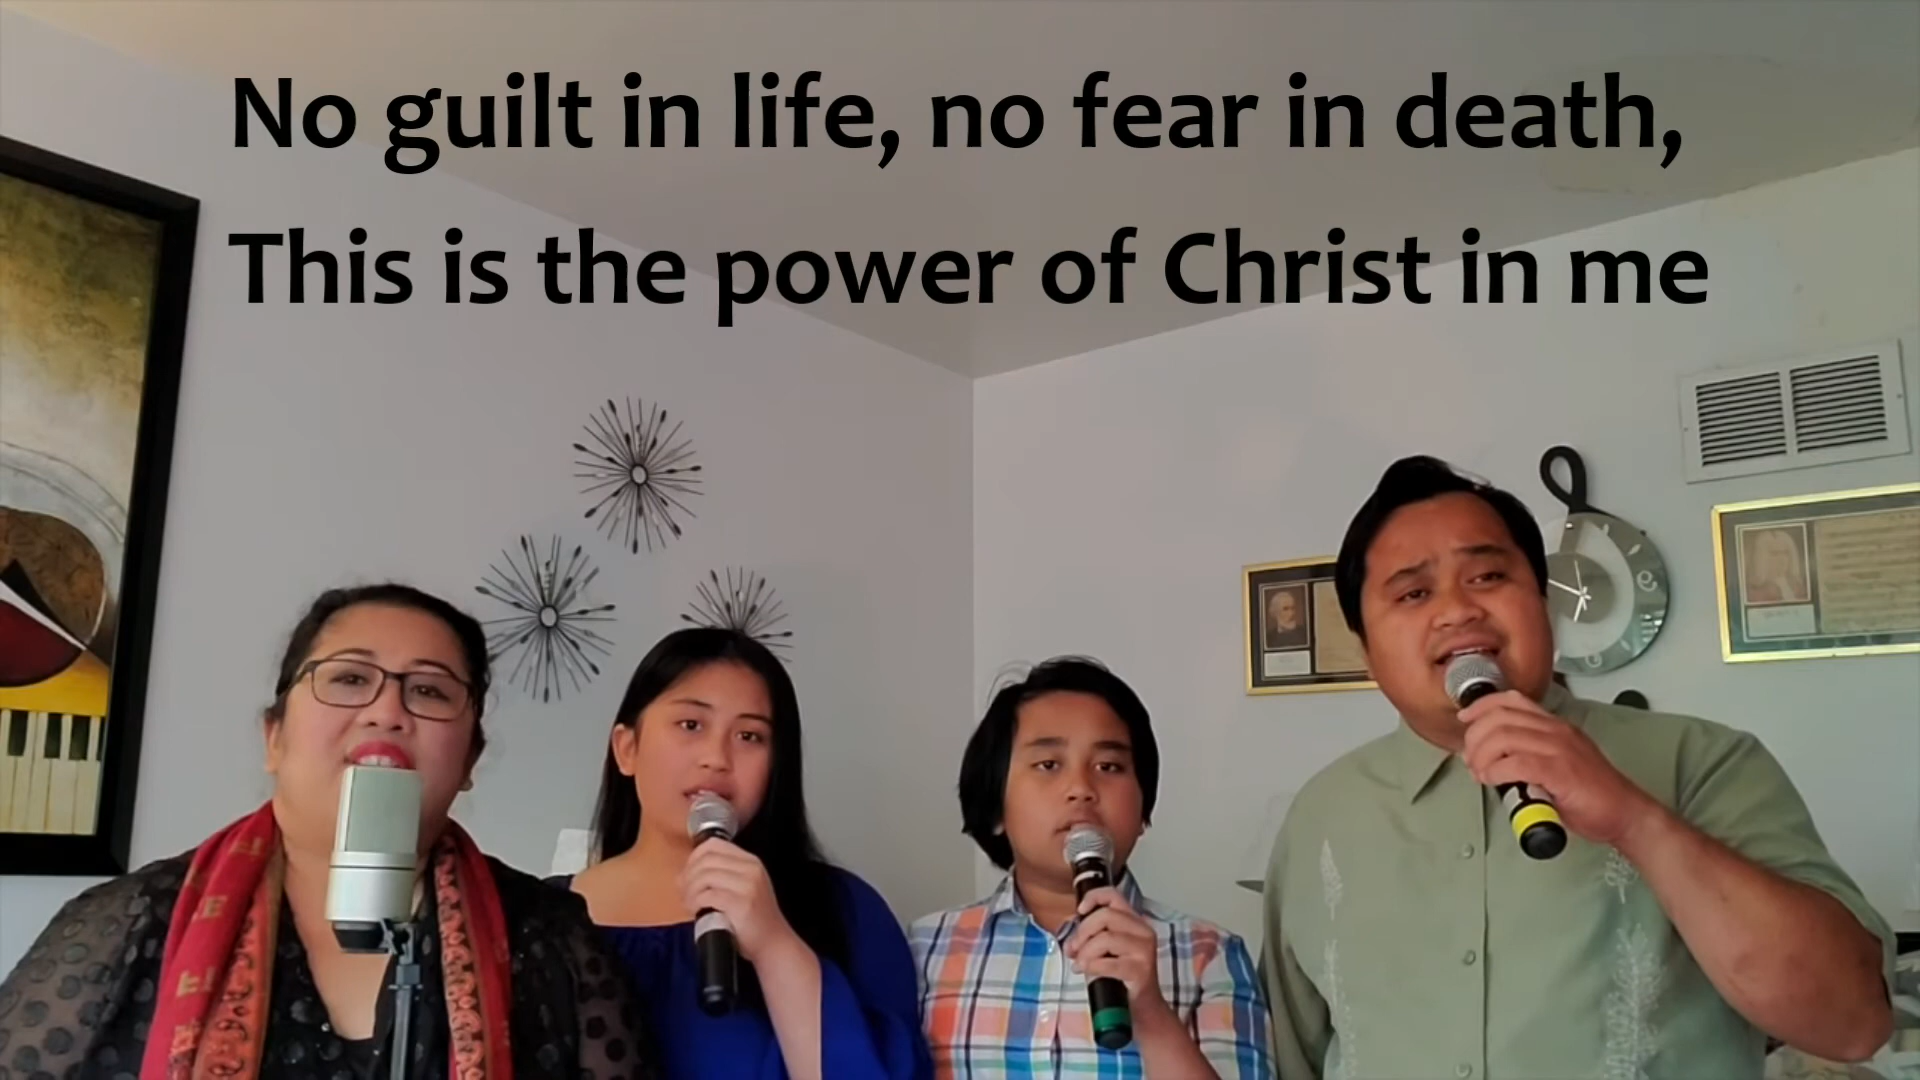 No guilt in life, no fear in death,
This is the power of Christ in me